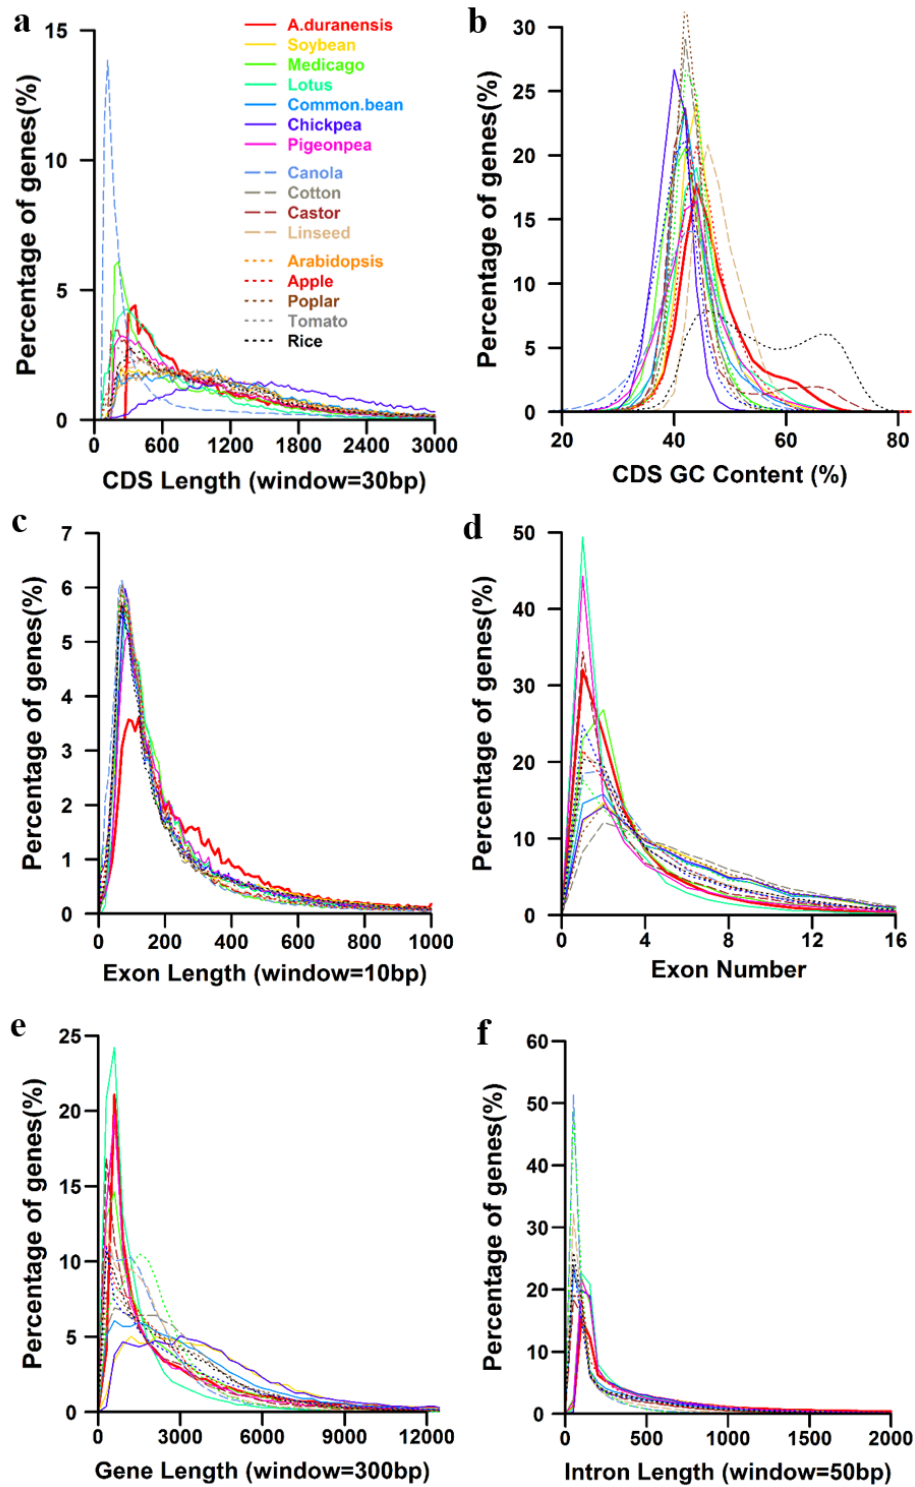 a
15
10
5
0
Percentage of genes(%)
A.duranensis
Soybean
Medicago
Lotus
Common.bean
Chickpea
Pigeonpea
Canola
Cotton
Castor
Linseed
Arabidopsis
Apple
Poplar
Tomato
Rice
0 600 1200 1800 2400 3000
CDS Length (window=30bp)
b
30
25
20
15
10
5
0
Percentage of genes(%)
20 40 60 80
CDS GC Content (%)
c
7
6
5
4
3
2
1
0
Percentage of genes(%)
0 200 400 600 800 1000
Exon Length (window=10bp)
d
50
40
30
20
10
0
Percentage of genes(%)
0 4 8 12 16
Exon Number
e
25
20
15
10
5
0
Percentage of genes(%)
0 3000 6000 9000 12000
Gene Length (window=300bp)
f
60
50
40
30
20
10
0
Percentage of genes(%)
0 500 1000 1500 2000
Intron Length (window=50bp)